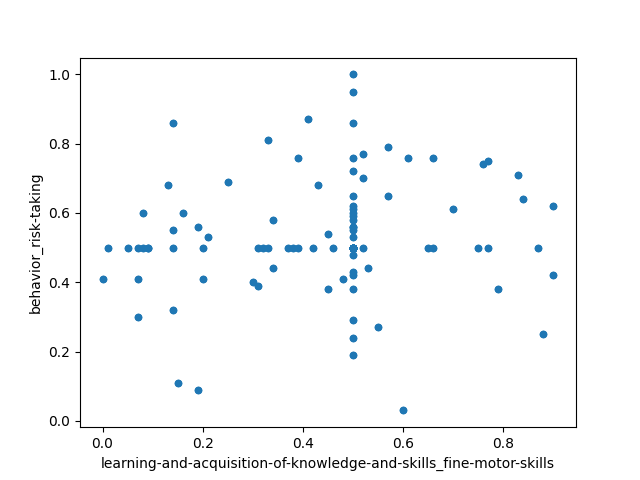 1.0
0.8
0.6
0.4
0.2
0.0
behavior_risk-taking
0.0 0.2 0.4 0.6 0.8
learning-and-acquisition-of-knowledge-and-skills_fine-motor-skills